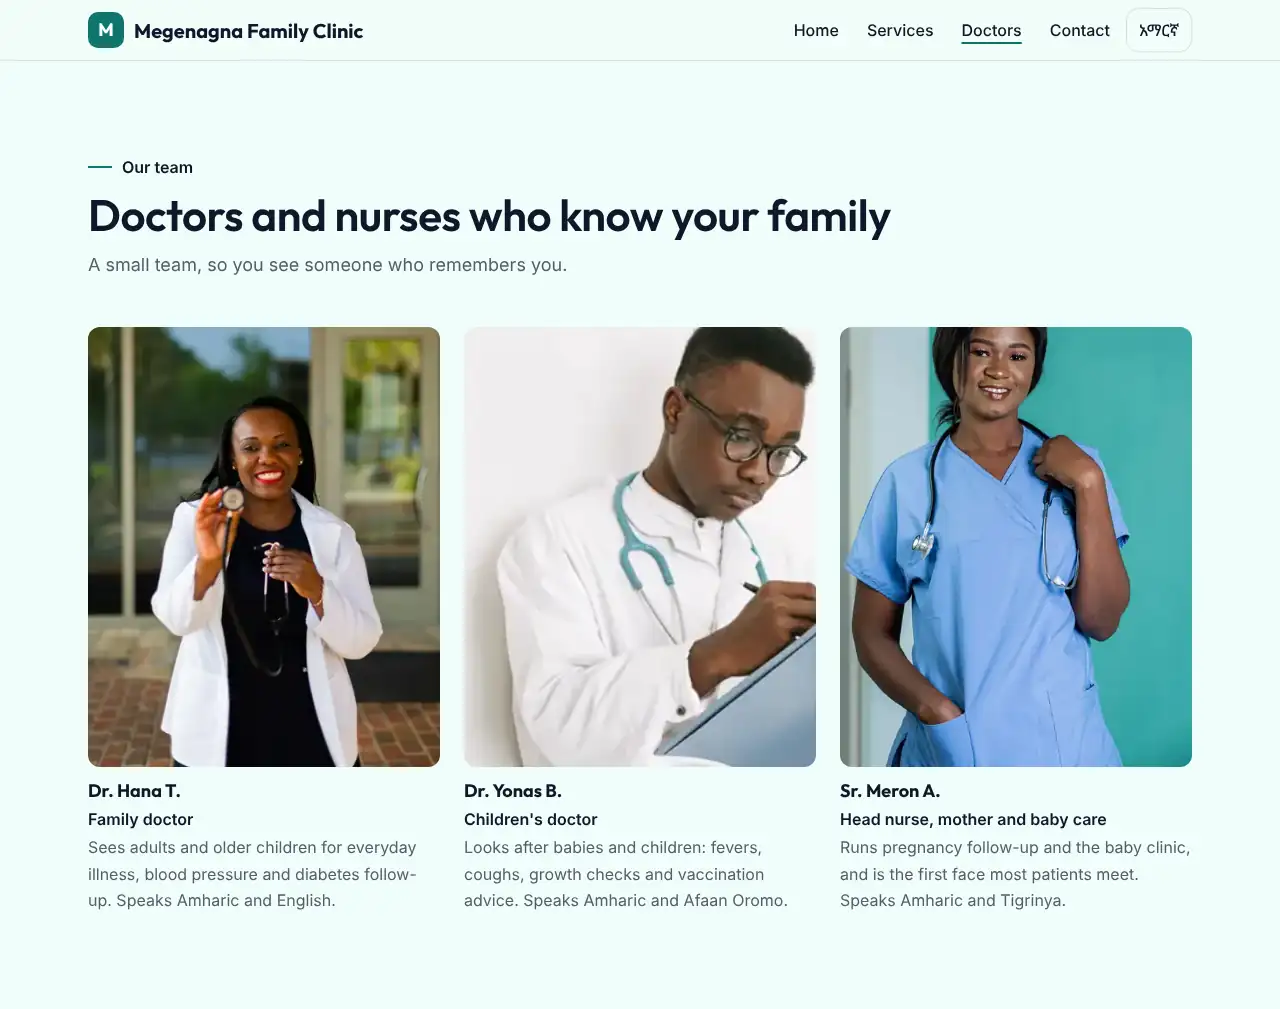 M
Megenagna Family Clinic
Home
Services
Doctors
Contact
አማርኛ
Our team
Doctors and nurses who know your family
A small team, so you see someone who remembers you.
Dr. Hana T.
Family doctor
Sees adults and older children for everyday
illness, blood pressure and diabetes follow-
up. Speaks Amharic and English.
Dr. Yonas B.
Children's doctor
Looks after babies and children: fevers,
coughs, growth checks and vaccination
advice. Speaks Amharic and Afaan Oromo.
Sr. Meron A.
Head nurse, mother and baby care
Runs pregnancy follow-up and the baby clinic,
and is the first face most patients meet.
Speaks Amharic and Tigrinya.